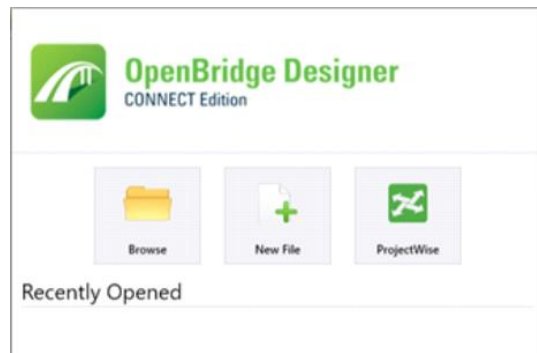 OpenBridge Designer
CONNECT Edition
Browse
New File
ProjectWise
Recently Opened